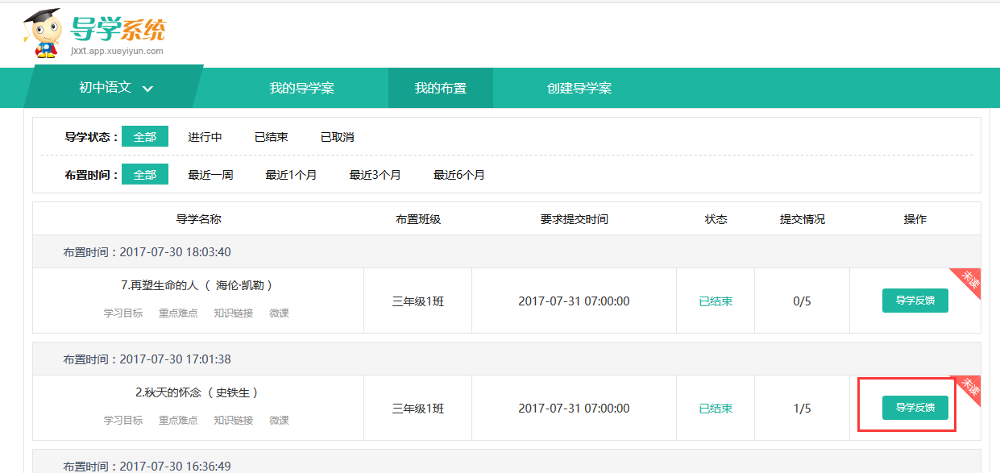 导学系统
jxxt.app.xueyiyun.com
初中语文 我的导学案 我的布置 创建导学案
导学状态： 全部 进行中 已结束 已取消
布置时间： 全部 最近一周 最近1个月 最近3个月 最近6个月
导学名称 布置班级 要求提交时间 状态 提交情况 操作
布置时间：2017-07-30 18:03:40
未读
7.再塑生命的人（ 海伦·凯勒 ）
三年级1班 2017-07-31 07:00:00 已结束 0/5 导学反馈
学习目标 重点难点 知识链接 微课
布置时间：2017-07-30 17:01:38
未读
2.秋天的怀念 （ 史铁生 ）
三年级1班 2017-07-31 07:00:00 已结束 1/5 导学反馈
学习目标 重点难点 知识链接 微课
布置时间：2017-07-30 16:36:49